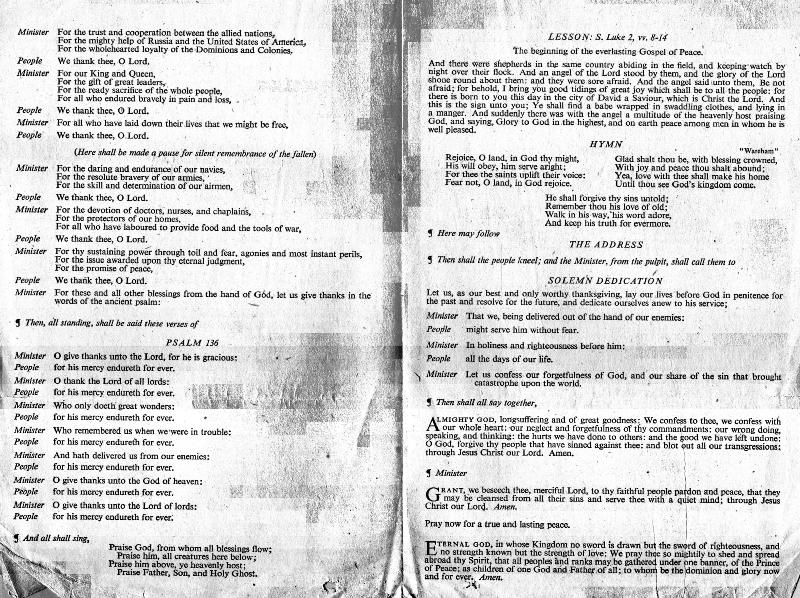 Minister For the trust and cooperation between the allied nations,
For the mighty help of Russia and the United States of America,
For the wholehearted loyalty of the Dominions and Colonies,
People We thank thee, O Lord.
Minister For our King and Queen,
For the gift of great leaders,
For the ready sacrifice of the whole people,
For all who endured bravely in pain and loss,
People We thank thee, O Lord.
Minister For all who have laid down their lives that we might be free,
People We thank thee, O Lord.
(Here shall be made a pause for silent remembrance of the fallen)
Minister For the daring and endurance of our navies,
For the resolute bravery of our armies,
For the skill and determination of our airmen,
People We thank thee, O Lord.
Minister For the devotion of doctors, nurses, and chaplains,
For the protectors of our homes,
For all who have laboured to provide food and the tools of war,
People We thank thee, O Lord.
Minister For thy sustaining power through toil and fear, agonies and most instant perils,
For the issue awarded upon thy eternal judgment,
For the promise of peace,
People We thank thee, O Lord.
Minister For these and all other blessings from the hand of God, let us give thanks in the
words of the ancient psalm:
¶ Then, all standing, shall be said these verses of
PSALM 136
Minister O give thanks unto the Lord, for he is gracious:
People for his mercy endureth for ever.
Minister O thank the Lord of all lords:
People for his mercy endureth for ever.
Minister Who only doeth great wonders:
People for his mercy endureth for ever.
Minister Who remembered us when we were in trouble:
People for his mercy endureth for ever.
Minister And hath delivered us from our enemies:
People for his mercy endureth for ever.
Minister O give thanks unto the God of heaven:
People for his mercy endureth for ever.
Minister O give thanks unto the Lord of lords:
People for his mercy endureth for ever.
¶ And all shall sing,
Praise God, from whom all blessings flow;
Praise him, all creatures here below;
Praise him above, ye heavenly host;
Praise Father, Son, and Holy Ghost.
LESSON: S. Luke 2, vv. 8-14
The beginning of the everlasting Gospel of Peace.
And there were shepherds in the same country abiding in the field, and keeping watch by
night over their flock. And an angel of the Lord stood by them, and the glory of the Lord
shone round about them: and they were sore afraid. And the angel said unto them, Be not
afraid; for behold, I bring you good tidings of great joy which shall be to all the people: for
there is born to you this day in the city of David a Saviour, which is Christ the Lord. And
this is the sign unto you; Ye shall find a babe wrapped in swaddling clothes, and lying in
a manger. And suddenly there was with the angel a multitude of the heavenly host praising
God, and saying, Glory to God in the highest, and on earth peace among men in whom he is
well pleased.
HYMN
"Wareham"
Rejoice, O land, in God thy might,
His will obey, him serve aright;
For thee the saints uplift their voice:
Fear not, O land, in God rejoice.
Glad shalt thou be, with blessing crowned,
With joy and peace thou shalt abound;
Yea, love with thee shall make his home
Until thou see God's kingdom come.
He shall forgive thy sins untold;
Remember thou his love of old;
Walk in his way, his word adore,
And keep his truth for evermore.
¶ Here may follow
THE ADDRESS
¶ Then shall the people kneel; and the Minister, from the pulpit, shall call them to
SOLEMN DEDICATION
Let us, as our best and only worthy thanksgiving, lay our lives before God in penitence for
the past and resolve for the future, and dedicate ourselves anew to his service;
Minister That we, being delivered out of the hand of our enemies:
People might serve him without fear.
Minister In holiness and righteousness before him:
People all the days of our life.
Minister Let us confess our forgetfulness of God, and our share of the sin that brought
catastrophe upon the world.
¶ Then shall all say together,
ALMIGHTY GOD, longsuffering and of great goodness: We confess to thee, we confess with
our whole heart: our neglect and forgetfulness of thy commandments: our wrong doing,
speaking, and thinking: the hurts we have done to others: and the good we have left undone:
O God, forgive thy people that have sinned against thee: and blot out all our transgressions:
through Jesus Christ our Lord. Amen.
¶ Minister
GRANT, we beseech thee, merciful Lord, to thy faithful people pardon and peace, that they
may be cleansed from all their sins and serve thee with a quiet mind; through Jesus
Christ our Lord. Amen.
Pray now for a true and lasting peace.
ETERNAL GOD, in whose Kingdom no sword is drawn but the sword of righteousness, and
no strength known but the strength of love; We pray thee so mightily to shed and spread
abroad thy Spirit, that all peoples and ranks may be gathered under one banner, of the Prince
of Peace; as children of one God and Father of all; to whom be the dominion and glory now
and for ever. Amen.